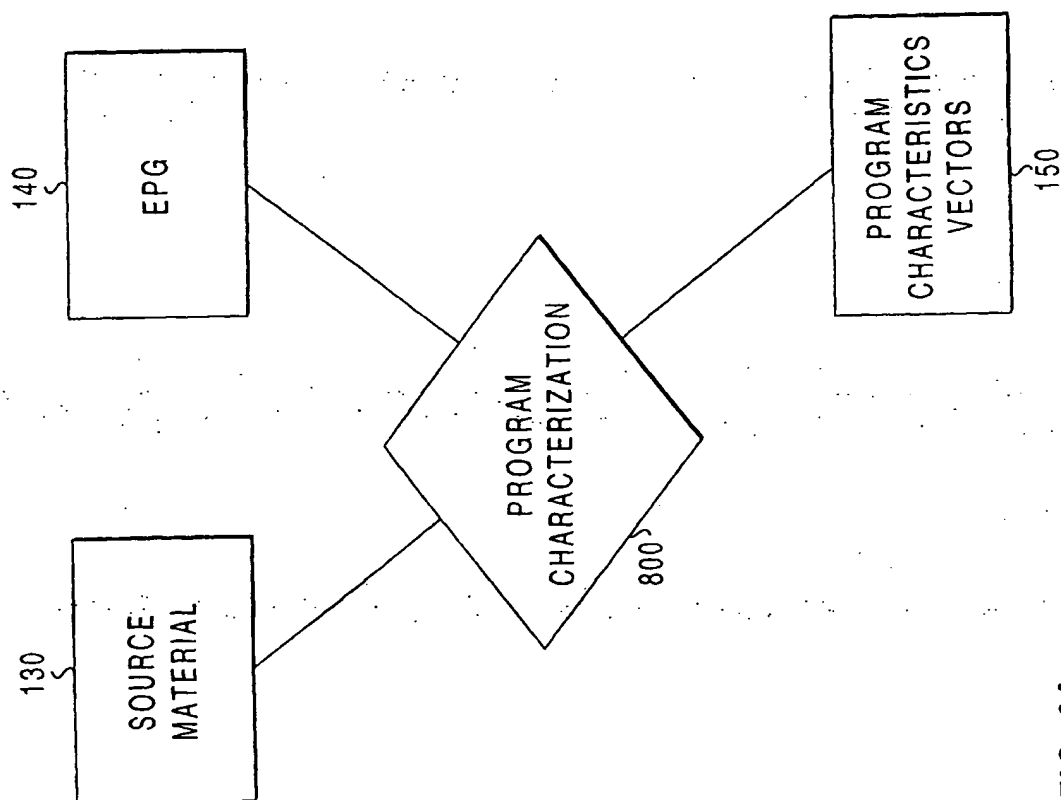 130
SOURCE
MATERIAL
140
EPG
PROGRAM
CHARACTERIZATION
800
PROGRAM
CHARACTERISTICS
VECTORS
150